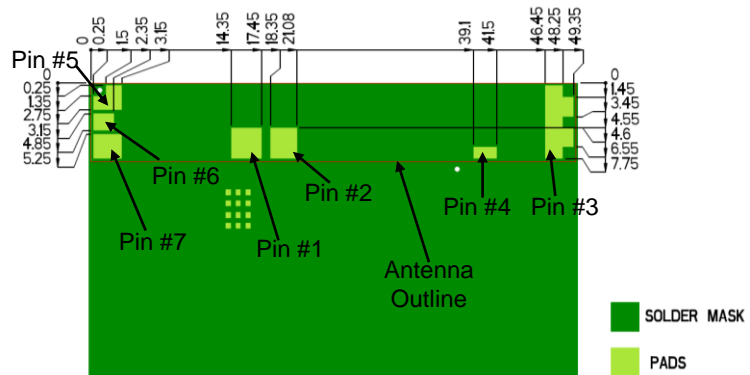 0
0.25
1.5
2.35
3.15
14.35
17.45
18.35
21.08
39.1
41.5
46.45
48.25
49.35
Pin #5
0
0.25
1.35
2.75
3.15
4.85
5.25
0
1.45
3.45
4.55
4.6
6.55
7.75
Pin #6
Pin #7
Pin #1
Pin #2
Pin #4
Pin #3
Antenna
Outline
SOLDER MASK
PADS